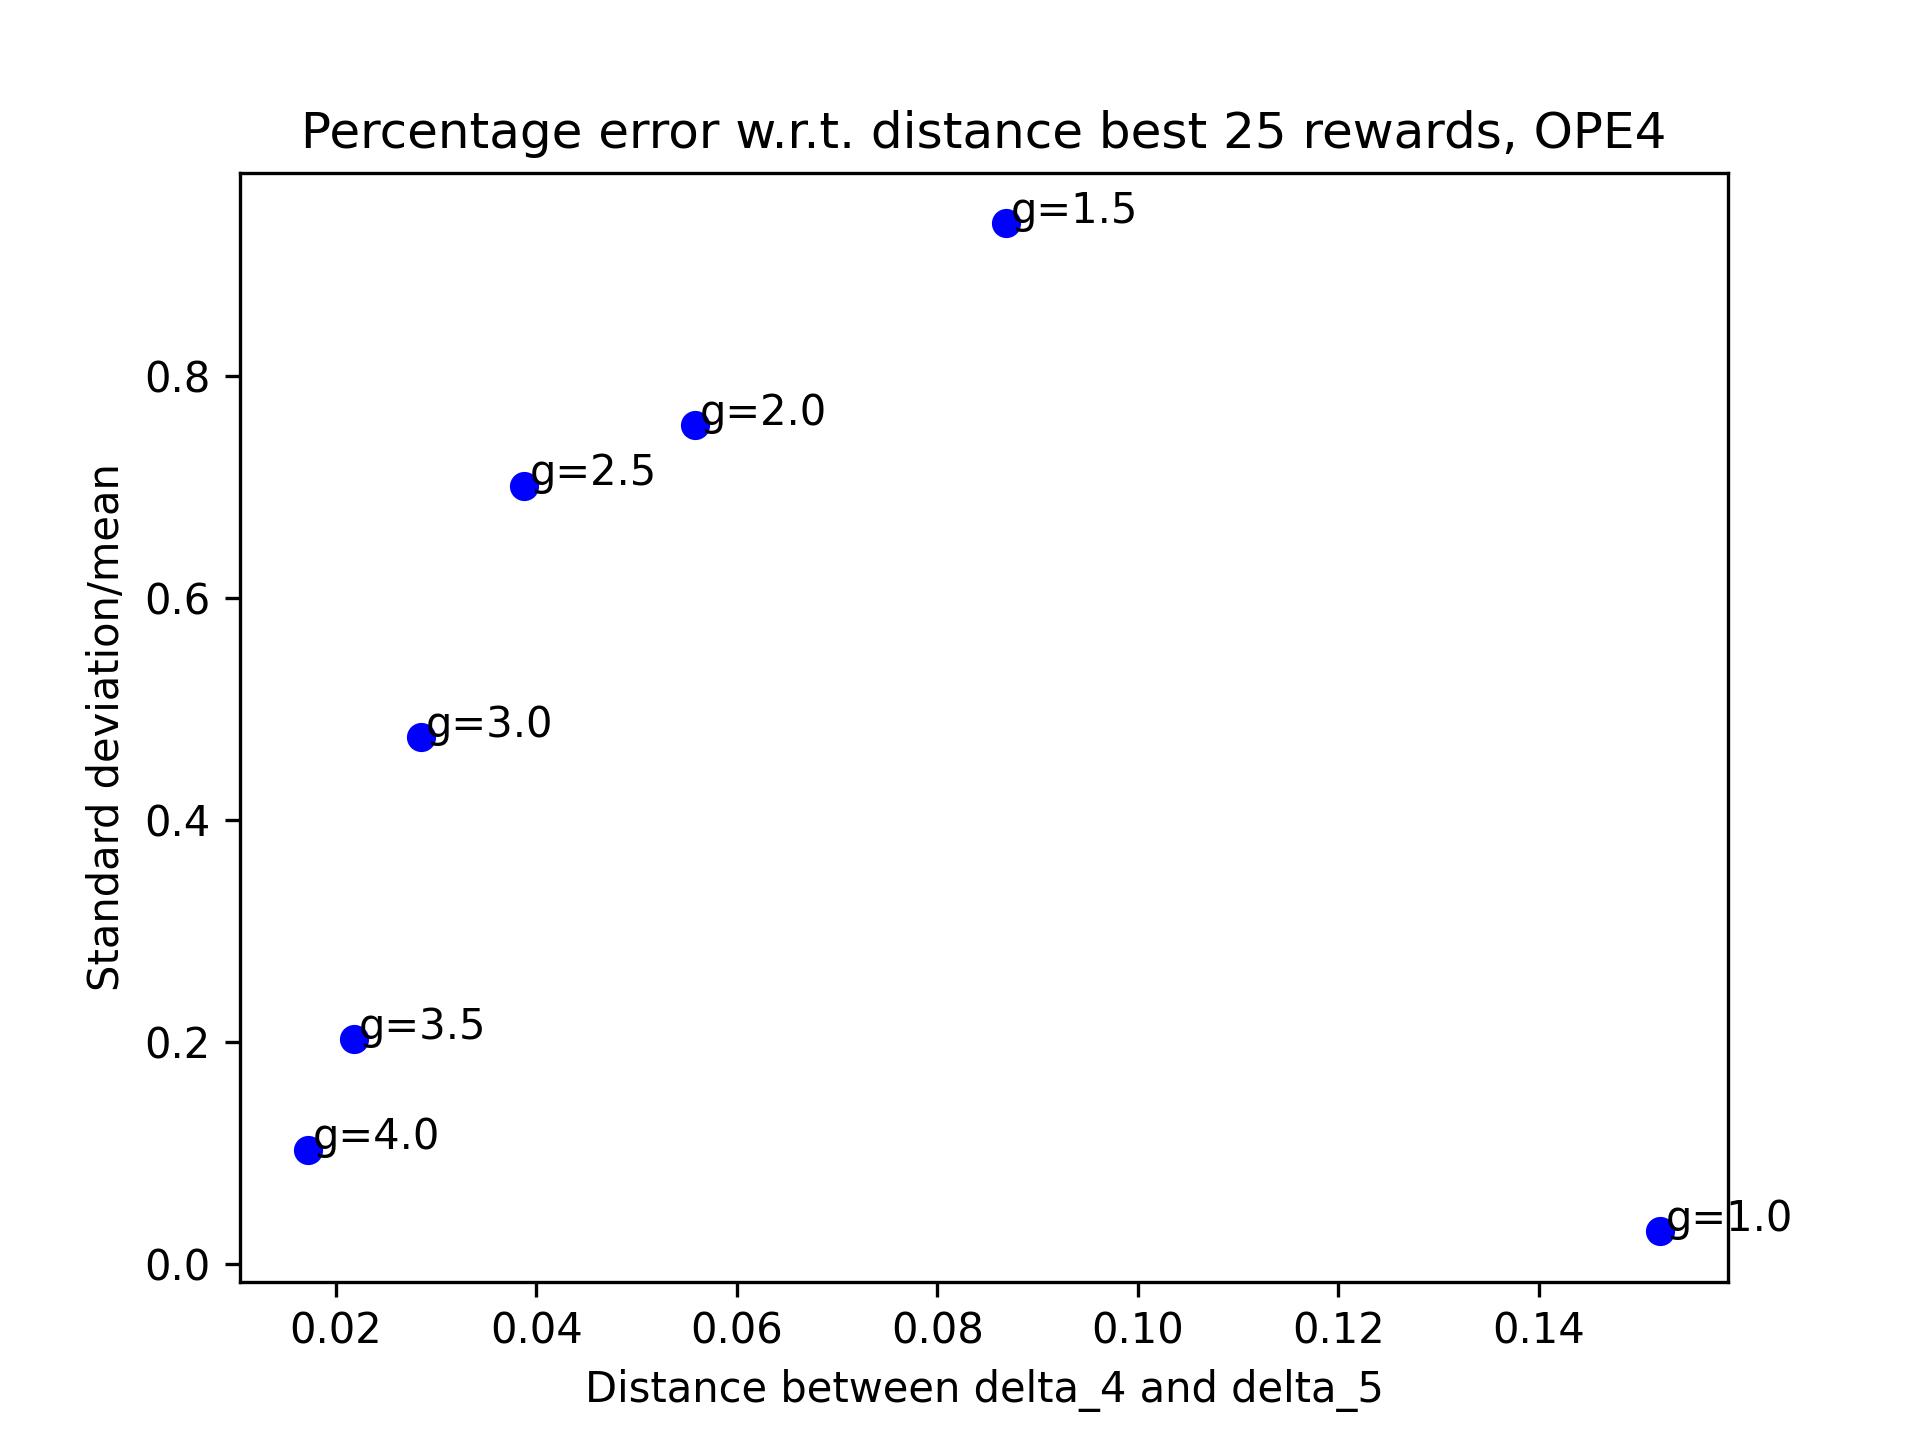 Percentage error w.r.t. distance best 25 rewards, OPE4
g=1.5
0.8
g=2.0
g=2.5
Standard deviation/mean
0.6
g=3.0
0.4
g=3.5
0.2
g=4.0
g=1.0
0.0
0.02 0.04 0.06 0.08 0.10 0.12 0.14
Distance between delta_4 and delta_5